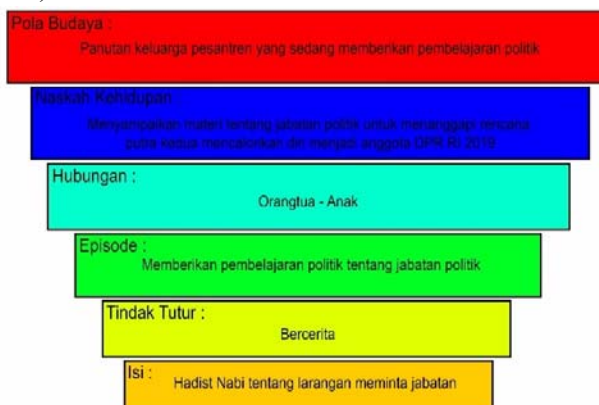 Pola Budaya :
Panutan keluarga pesantren yang sedang memberikan pembelajaran politik
Naskah Kehidupan :
Menyampaikan materi tentang jabatan politik untuk menanggapi rencana
putra kedua mencalonkan diri menjadi anggota DPR RI 2019
Hubungan :
Orangtua - Anak
Episode :
Memberikan pembelajaran politik tentang jabatan politik
Tindak Tutur :
Bercerita
Isi :
Hadist Nabi tentang larangan meminta jabatan